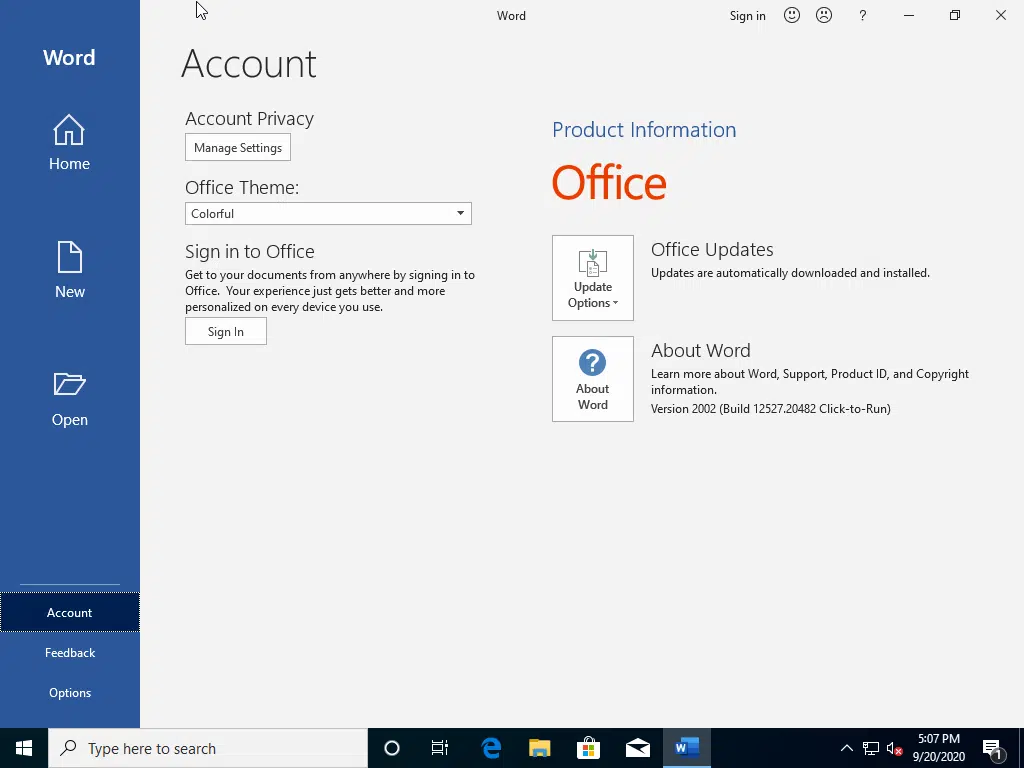 Word
Sign in
?
Word
Home
New
Open
Account
Feedback
Options
Account
Account Privacy
Manage Settings
Office Theme:
Colorful
Sign in to Office
Get to your documents from anywhere by signing in to
Office.  Your experience just gets better and more
personalized on every device you use.
Sign In
Product Information
Office
Update
Options
Office Updates
Updates are automatically downloaded and installed.
?
About
Word
About Word
Learn more about Word, Support, Product ID, and Copyright
information.
Version 2002 (Build 12527.20482 Click-to-Run)
Type here to search
W
5:07 PM
9/20/2020
1